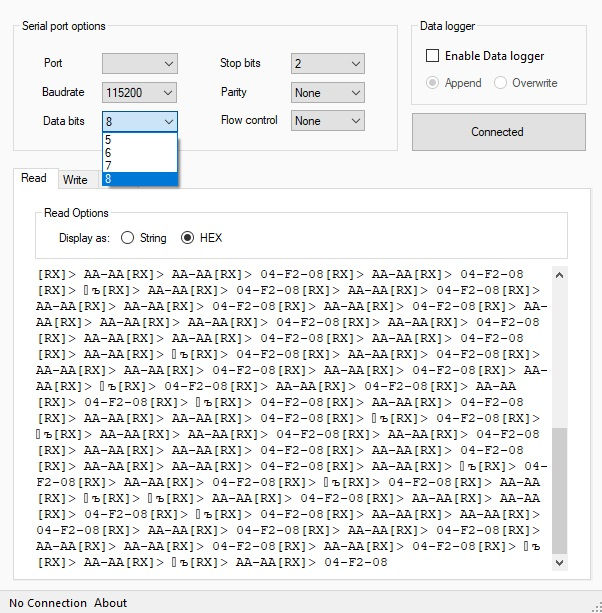 Serial port options
Data logger
Port
Stop bits
2
Enable Data logger
Baudrate
115200
Parity
None
Append
Overwrite
Data bits
8
Flow control
None
Connected
5
6
7
8
Read
Write
Read Options
Display as:
String
HEX
[RX]> AA-AA[RX]> AA-AA[RX]> 04-F2-08[RX]> AA-AA[RX]> 04-F2-08
[RX]> ъ[RX]> AA-AA[RX]> 04-F2-08[RX]> AA-AA[RX]> 04-F2-08[RX]>
AA-AA[RX]> AA-AA[RX]> 04-F2-08[RX]> AA-AA[RX]> 04-F2-08[RX]> AA-
AA[RX]> AA-AA[RX]> AA-AA[RX]> 04-F2-08[RX]> AA-AA[RX]> 04-F2-08
[RX]> AA-AA[RX]> AA-AA[RX]> 04-F2-08[RX]> AA-AA[RX]> 04-F2-08
[RX]> AA-AA[RX]> ъ[RX]> 04-F2-08[RX]> AA-AA[RX]> 04-F2-08[RX]>
AA-AA[RX]> AA-AA[RX]> 04-F2-08[RX]> AA-AA[RX]> 04-F2-08[RX]> AA-
AA[RX]> ъ[RX]> 04-F2-08[RX]> AA-AA[RX]> 04-F2-08[RX]> AA-AA
[RX]> 04-F2-08[RX]> ъ[RX]> 04-F2-08[RX]> AA-AA[RX]> 04-F2-08
[RX]> AA-AA[RX]> AA-AA[RX]> 04-F2-08[RX]> ъ[RX]> 04-F2-08[RX]>
ъ[RX]> AA-AA[RX]> AA-AA[RX]> 04-F2-08[RX]> AA-AA[RX]> 04-F2-08
[RX]> AA-AA[RX]> AA-AA[RX]> 04-F2-08[RX]> AA-AA[RX]> 04-F2-08
[RX]> AA-AA[RX]> 04-F2-08[RX]> AA-AA[RX]> AA-AA[RX]> ъ[RX]> 04-
F2-08[RX]> AA-AA[RX]> 04-F2-08[RX]> ъ[RX]> 04-F2-08[RX]> AA-AA
[RX]> ъ[RX]> ъ[RX]> AA-AA[RX]> 04-F2-08[RX]> AA-AA[RX]> AA-AA
[RX]> 04-F2-08[RX]> ъ[RX]> 04-F2-08[RX]> AA-AA[RX]> AA-AA[RX]>
04-F2-08[RX]> AA-AA[RX]> 04-F2-08[RX]> AA-AA[RX]> 04-F2-08[RX]>
AA-AA[RX]> AA-AA[RX]> 04-F2-08[RX]> AA-AA[RX]> 04-F2-08[RX]> ъ
[RX]> AA-AA[RX]> ъ[RX]> AA-AA[RX]> 04-F2-08
No Connection About